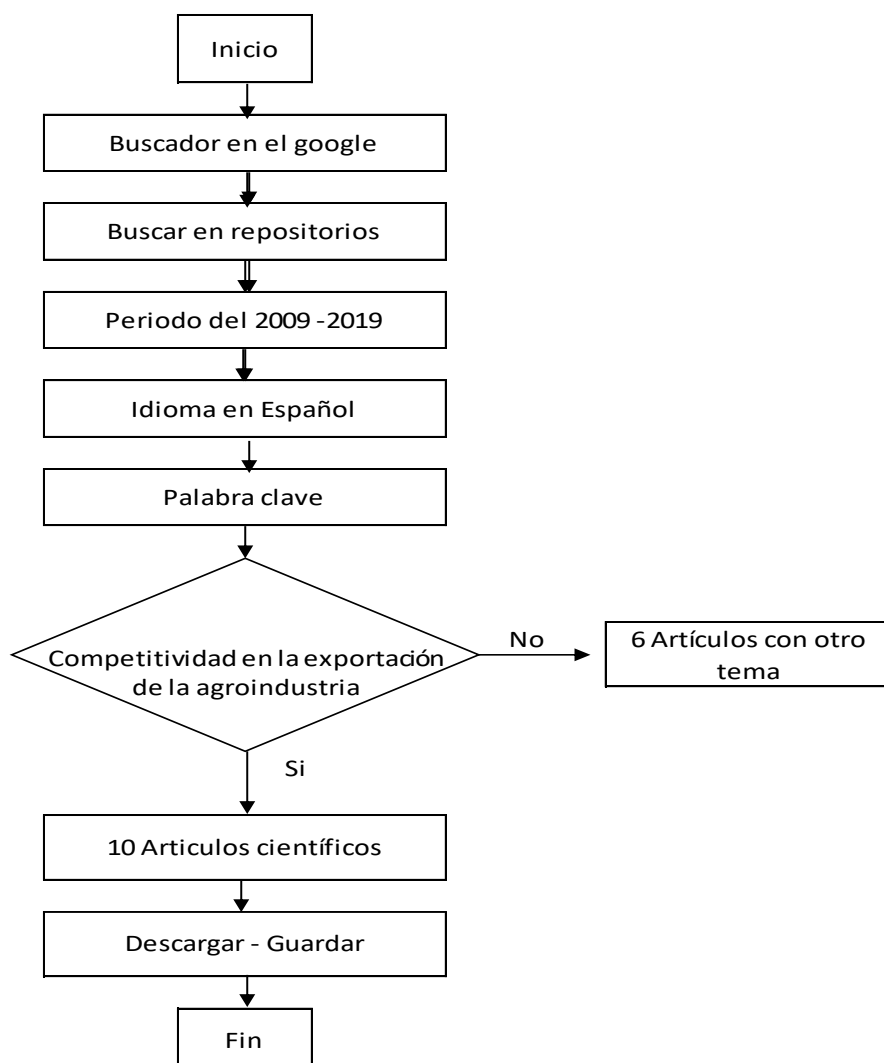 Inicio
Buscador en el google
Buscar en repositorios
Periodo del 2009 -2019
Idioma en Español
Palabra clave
Competitividad en la exportación
de la agroindustria
No
6 Artículos con otro
tema
Si
10 Articulos científicos
Descargar - Guardar
Fin